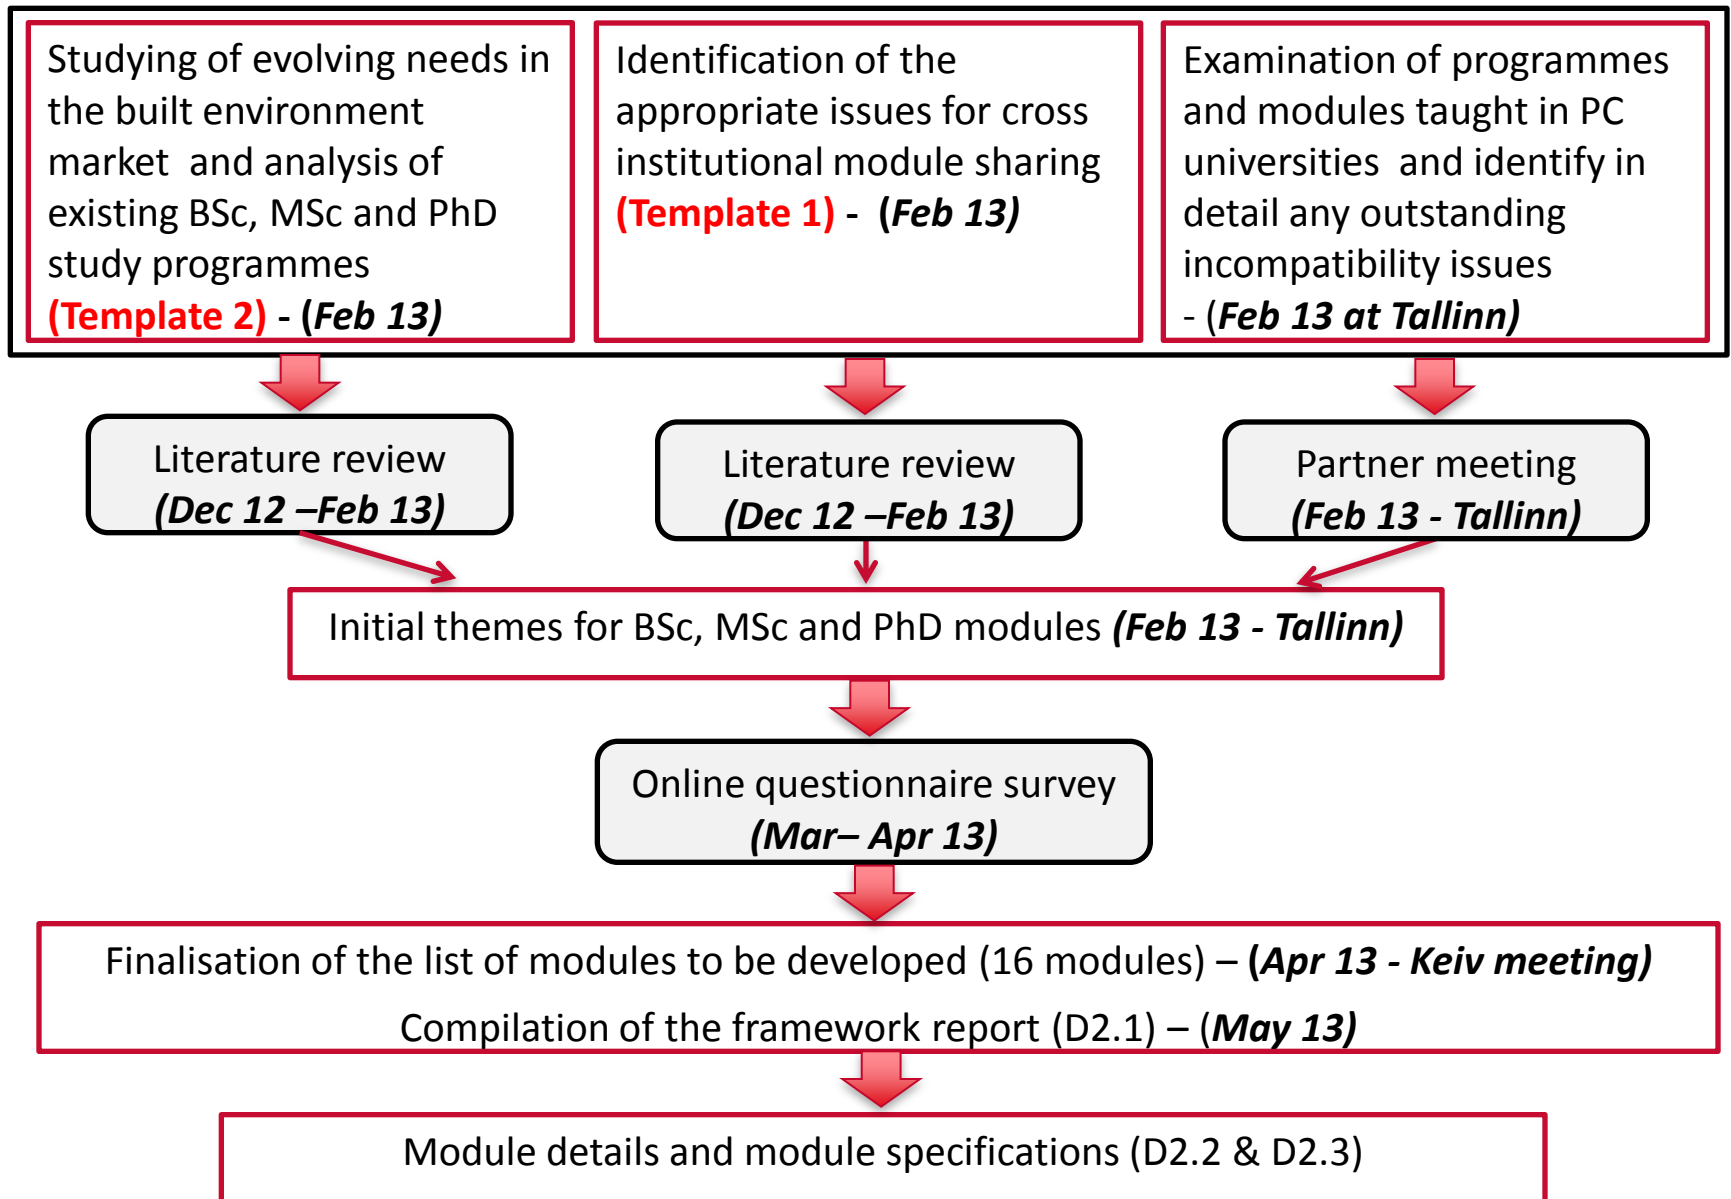 Studying of evolving needs in
the built environment
market and analysis of
existing BSc, MSc and PhD
study programmes
(Template 2) - (Feb 13)
Identification of the
appropriate issues for cross
institutional module sharing
(Template 1) - (Feb 13)
Examination of programmes
and modules taught in PC
universities and identify in
detail any outstanding
incompatibility issues
- (Feb 13 at Tallinn)
Literature review
(Dec 12 –Feb 13)
Literature review
(Dec 12 –Feb 13)
Partner meeting
(Feb 13 - Tallinn)
Initial themes for BSc, MSc and PhD modules (Feb 13 - Tallinn)
Online questionnaire survey
(Mar– Apr 13)
Finalisation of the list of modules to be developed (16 modules) – (Apr 13 - Keiv meeting)
Compilation of the framework report (D2.1) – (May 13)
Module details and module specifications (D2.2 & D2.3)